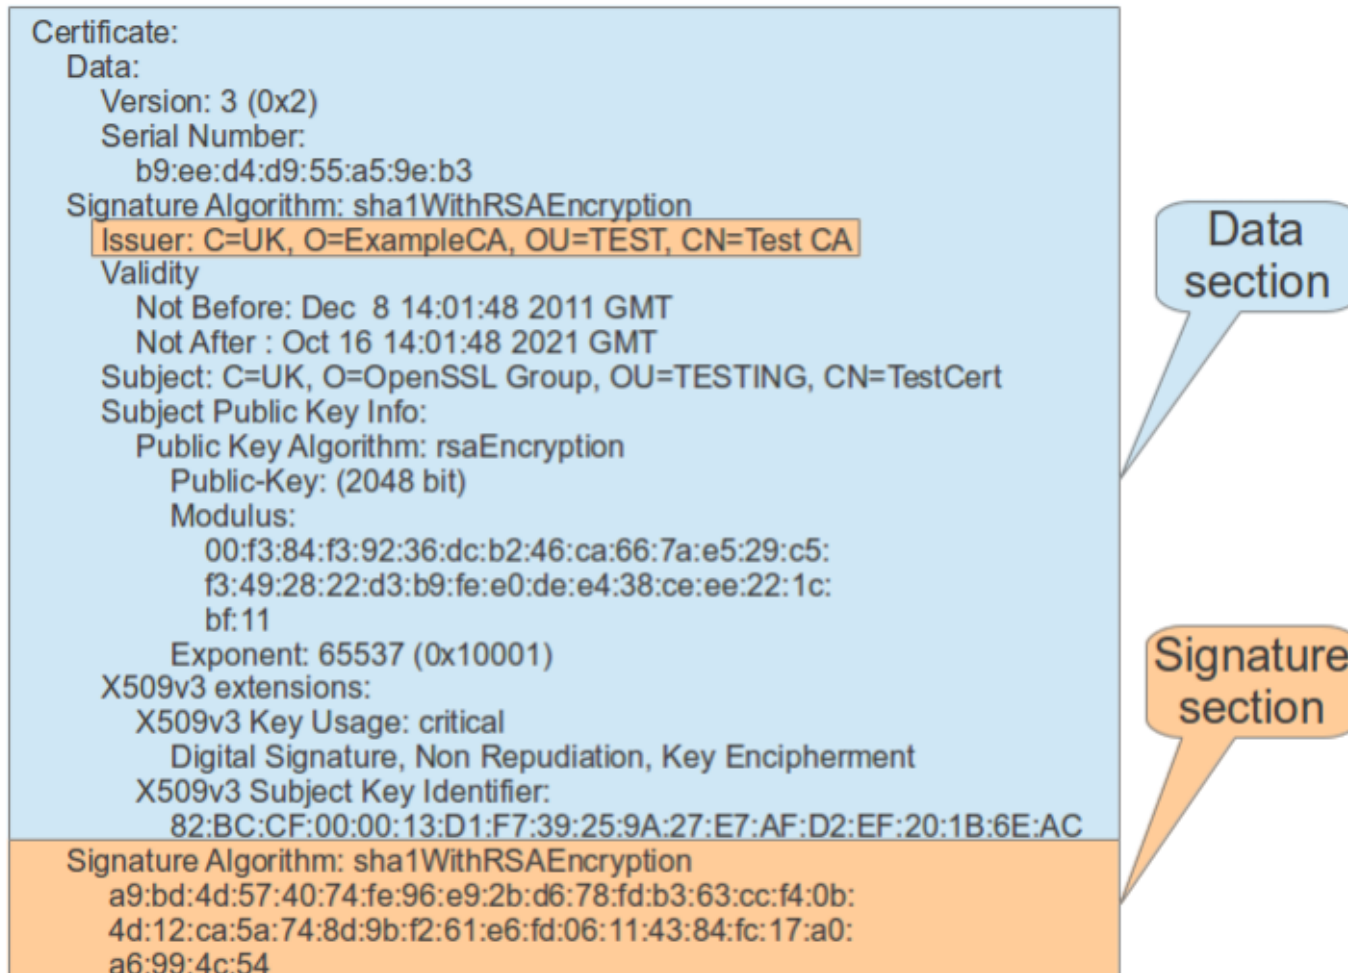 Certificate:
Data:
Version: 3 (0x2)
Serial Number:
b9:ee:d4:d9:55:a5:9e:b3
Signature Algorithm: sha1WithRSAEncryption
Issuer: C=UK, O=ExampleCA, OU=TEST, CN=Test CA
Validity
Not Before: Dec  8 14:01:48 2011 GMT
Not After : Oct 16 14:01:48 2021 GMT
Subject: C=UK, O=OpenSSL Group, OU=TESTING, CN=TestCert
Subject Public Key Info:
Public Key Algorithm: rsaEncryption
Public-Key: (2048 bit)
Modulus:
00:f3:84:f3:92:36:dc:b2:46:ca:66:7a:e5:29:c5:
f3:49:28:22:d3:b9:fe:e0:de:e4:38:ce:ee:22:1c:
bf:11
Exponent: 65537 (0x10001)
X509v3 extensions:
X509v3 Key Usage: critical
Digital Signature, Non Repudiation, Key Encipherment
X509v3 Subject Key Identifier:
82:BC:CF:00:00:13:D1:F7:39:25:9A:27:E7:AF:D2:EF:20:1B:6E:AC
Signature Algorithm: sha1WithRSAEncryption
a9:bd:4d:57:40:74:fe:96:e9:2b:d6:78:fd:b3:63:cc:f4:0b:
4d:12:ca:5a:74:8d:9b:f2:61:e6:fd:06:11:43:84:fc:17:a0:
a6:99:4c:54
Data
section
Signature
section